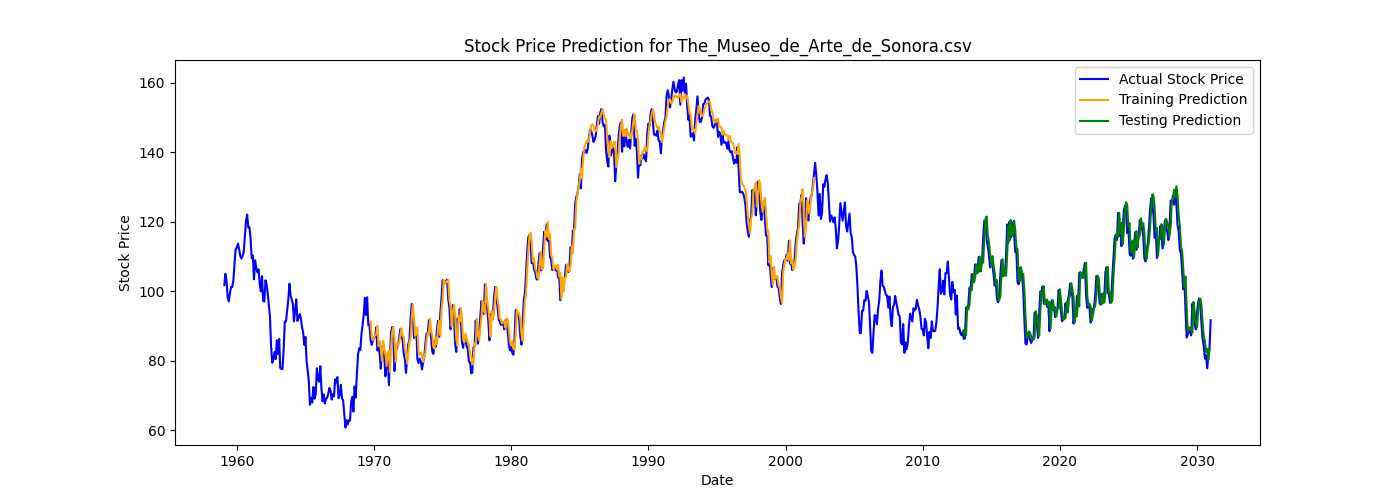 Stock Price Prediction for The_Museo_de_Arte_de_Sonora.csv
Actual Stock Price
Training Prediction
Testing Prediction
Stock Price
160
140
120
100
80
60
1960 1970 1980 1990 2000 2010 2020 2030
Date